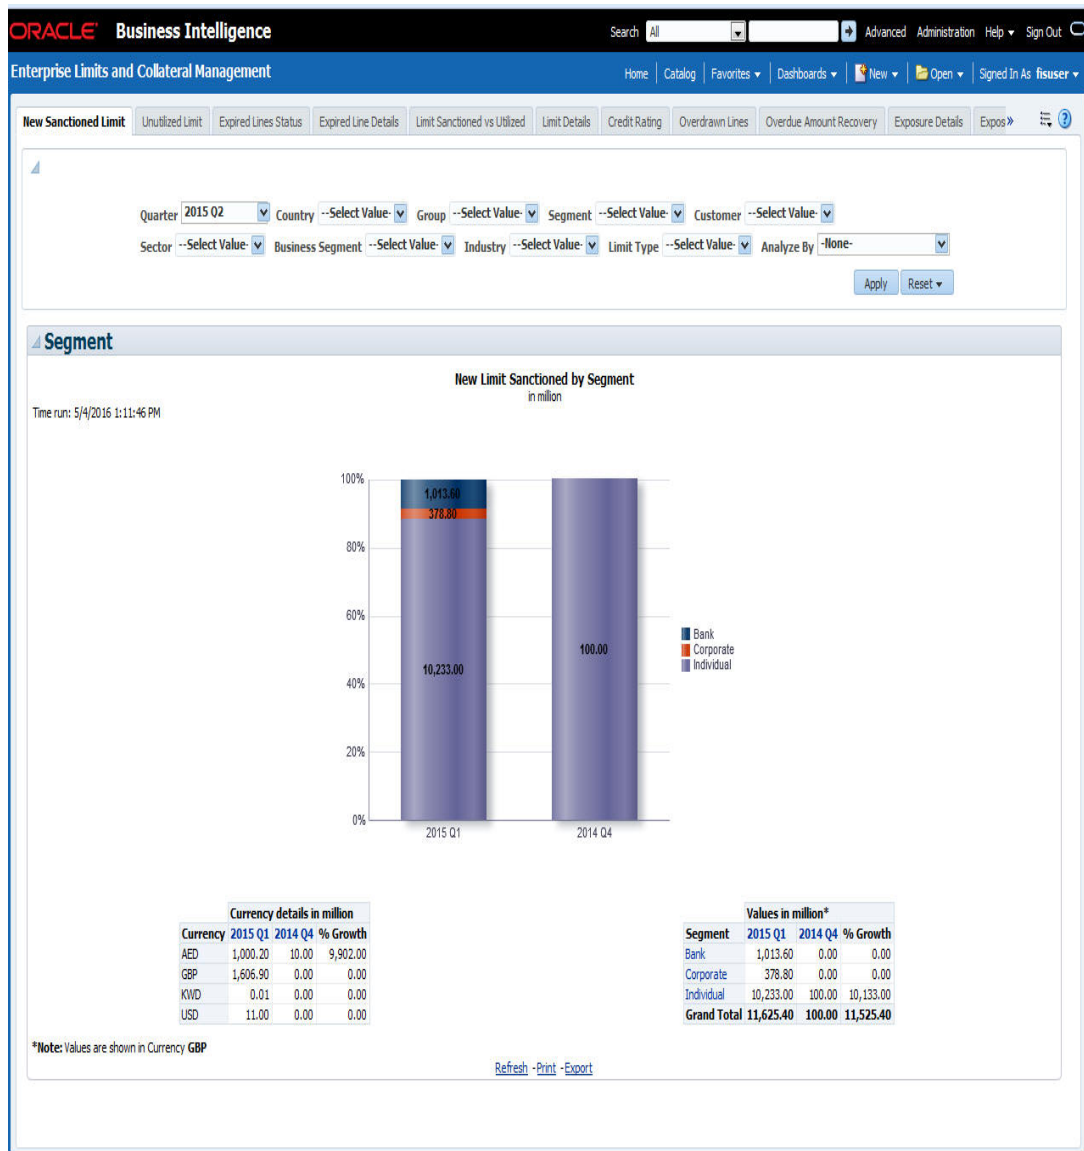 ORACLE Business Intelligence Search All Advanced Administration Help Sign Out
Enterprise Limits and Collateral Management Home Catalog Favorites Dashboards New Open Signed In As fisuser
New Sanctioned Limit Unutilized Limit Expired Lines Status Expired Line Details Limit Sanctioned vs Utilized Limit Details Credit Rating Overdrawn Lines Overdue Amount Recovery Exposure Details Expos»
Quarter 2015 Q2 Country --Select Value- Group --Select Value- Segment --Select Value- Customer --Select Value-
Sector --Select Value- Business Segment --Select Value- Industry --Select Value- Limit Type --Select Value- Analyze By -None-
Apply Reset
Segment
New Limit Sanctioned by Segment
in million
Time run: 5/4/2016 1:11:46 PM
100%
80%
60%
40%
20%
0%
1,013.60
378.80
10,233.00
100.00
2015 Q1 2014 Q4
Bank
Corporate
Individual
Currency details in million
Currency 2015 Q1 2014 Q4 % Growth
AED 1,000.20 10.00 9,902.00
GBP 1,606.90 0.00 0.00
KWD 0.01 0.00 0.00
USD 11.00 0.00 0.00
Values in million*
Segment 2015 Q1 2014 Q4 % Growth
Bank 1,013.60 0.00 0.00
Corporate 378.80 0.00 0.00
Individual 10,233.00 100.00 10,133.00
Grand Total 11,625.40 100.00 11,525.40
*Note: Values are shown in Currency GBP
Refresh -Print -Export